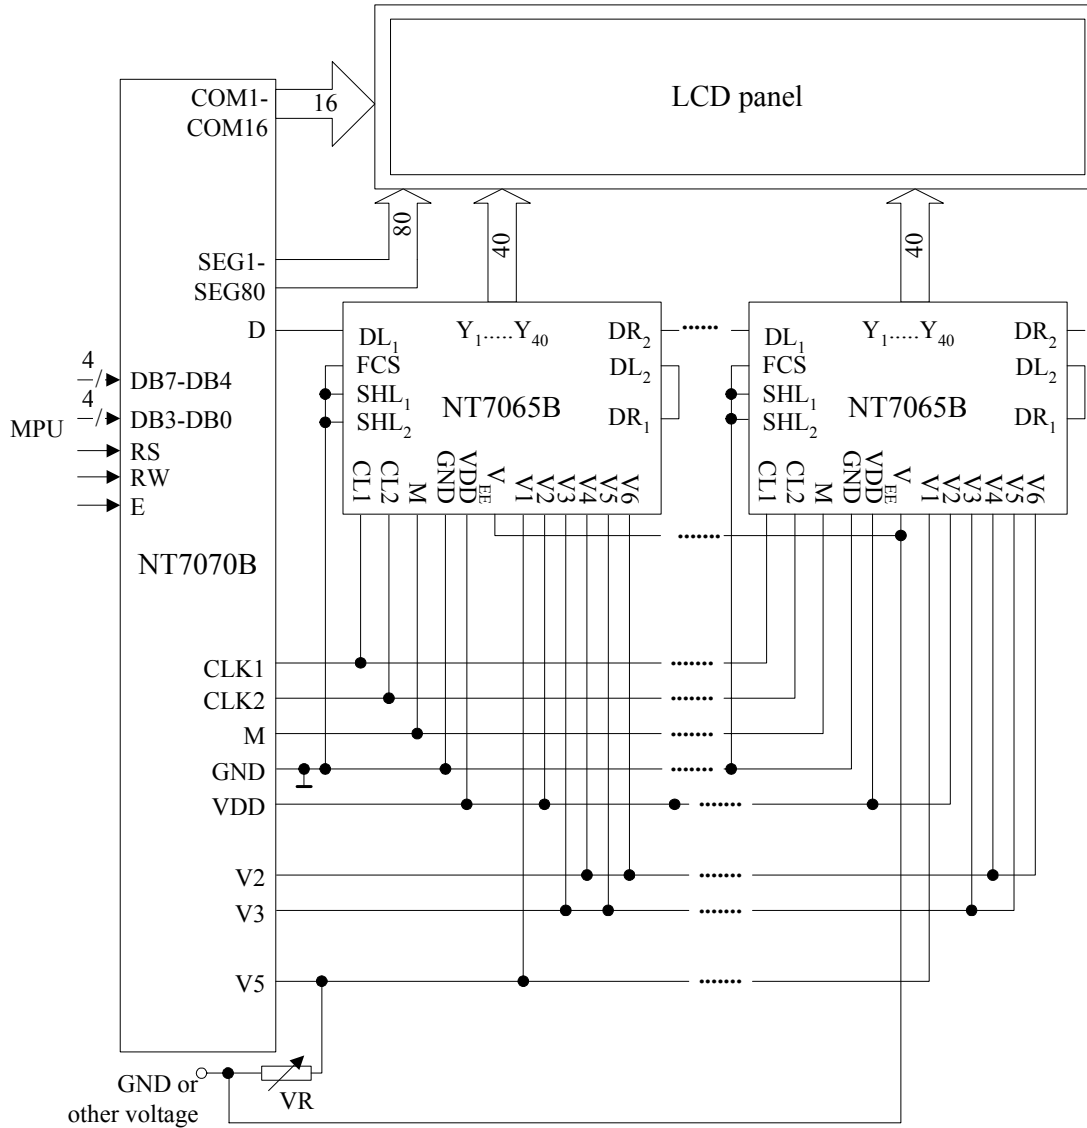 LCD panel
COM1-
COM16
16
80
40
40
SEG1-
SEG80
D
DL1
Y1.....Y40
DR2
FCS
DL2
SHL1
SHL2
NT7065B
DR1
CL1
CL2
M
GND
VDD
VEE
V1
V2
V3
V4
V5
V6
DL1
Y1.....Y40
DR2
FCS
DL2
SHL1
SHL2
NT7065B
DR1
CL1
CL2
M
GND
VDD
VEE
V1
V2
V3
V4
V5
V6
4
DB7-DB4
4
DB3-DB0
MPU
RS
RW
E
NT7070B
CLK1
CLK2
M
GND
VDD
V2
V3
V5
GND or
other voltage
VR